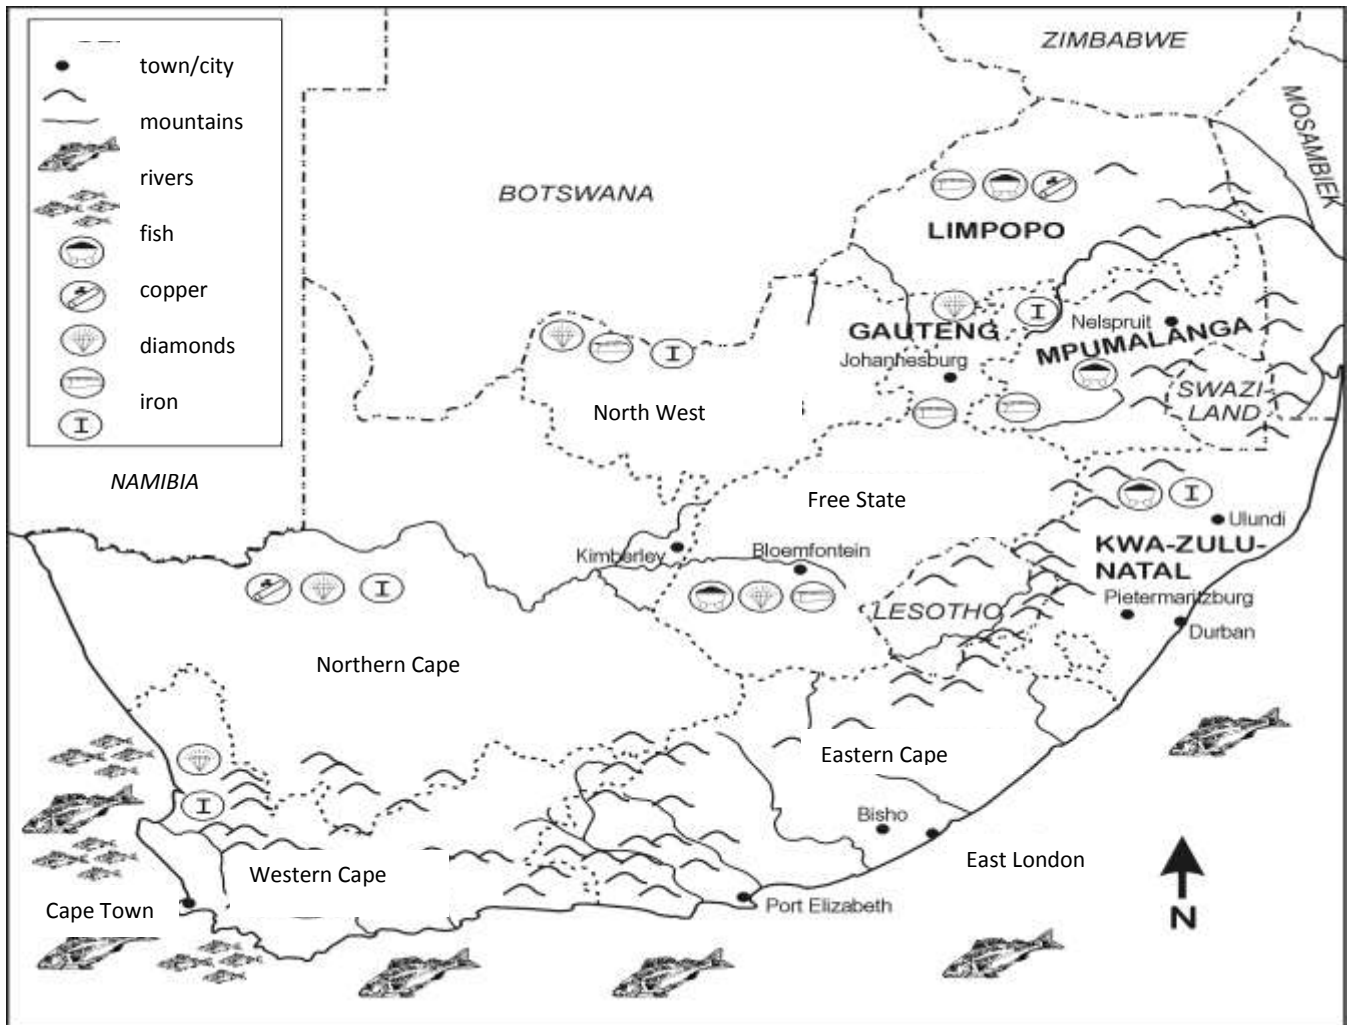 town/city
mountains
rivers
fish
copper
diamonds
iron
I
ZIMBABWE
MOSAMBIEK
BOTSWANA
LIMPOPO
I
GAUTENG
Nelspruit
MPUMALANGA
Johannesburg
I
North West
SWAZI-
LAND
NAMIBIA
Free State
I
Ulundi
Kimberley
Bloemfontein
KWA-ZULU-
NATAL
I
LESOTHO
Pietermaritzburg
Durban
Northern Cape
Eastern Cape
I
Bisho
East London
Western Cape
Cape Town
Port Elizabeth
N